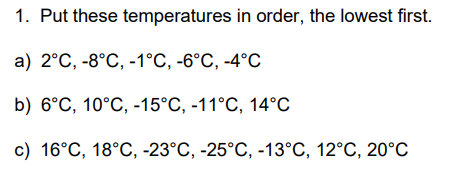 1. Put these temperatures in order, the lowest first.
a) 2°C, -8°C, -1°C, -6°C, -4°C
b) 6°C, 10°C, -15°C, -11°C, 14°C
c) 16°C, 18°C, -23°C, -25°C, -13°C, 12°C, 20°C